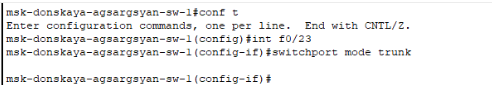 msk-donskaya-agsargsyan-sw-1#conf t
Enter configuration commands, one per line.  End with CNTL/Z.
msk-donskaya-agsargsyan-sw-1(config)#int f0/23
msk-donskaya-agsargsyan-sw-1(config-if)#switchport mode trunk
msk-donskaya-agsargsyan-sw-1(config-if)#